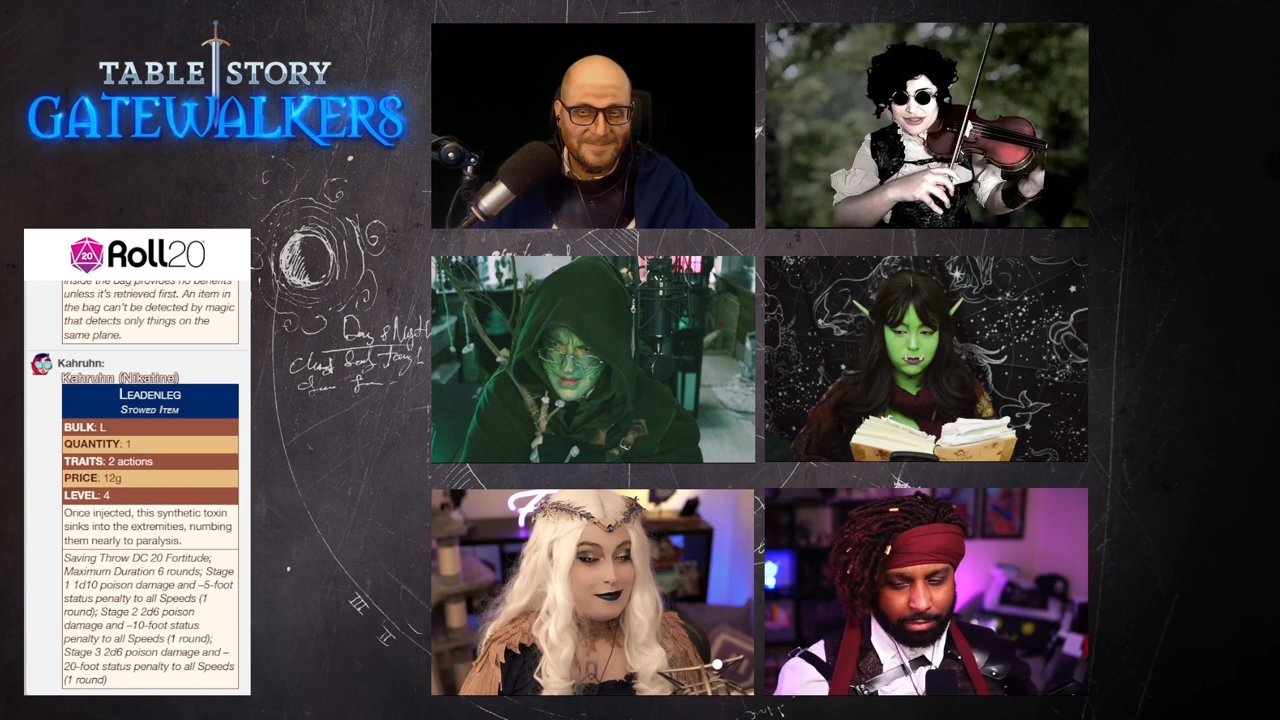 TABLE STORY
GATEWALKERS
20
Roll20
inside the bag provides no benefits
unless it's retrieved first. An item in
the bag can't be detected by magic
that detects only things on the
same plane.
Kahruhn:
Kahruhn (Nikatine)
LEADENLEG
STOWED ITEM
BULK: L
QUANTITY: 1
TRAITS: 2 actions
PRICE: 12g
LEVEL: 4
Once injected, this synthetic toxin
sinks into the extremities, numbing
them nearly to paralysis.
Saving Throw DC 20 Fortitude;
Maximum Duration 6 rounds; Stage
1 1d10 poison damage and –5-foot
status penalty to all Speeds (1
round); Stage 2 2d6 poison
damage and –10-foot status
penalty to all Speeds (1 round);
Stage 3 2d6 poison damage and –
20-foot status penalty to all Speeds
(1 round)
Day & Night
III
II